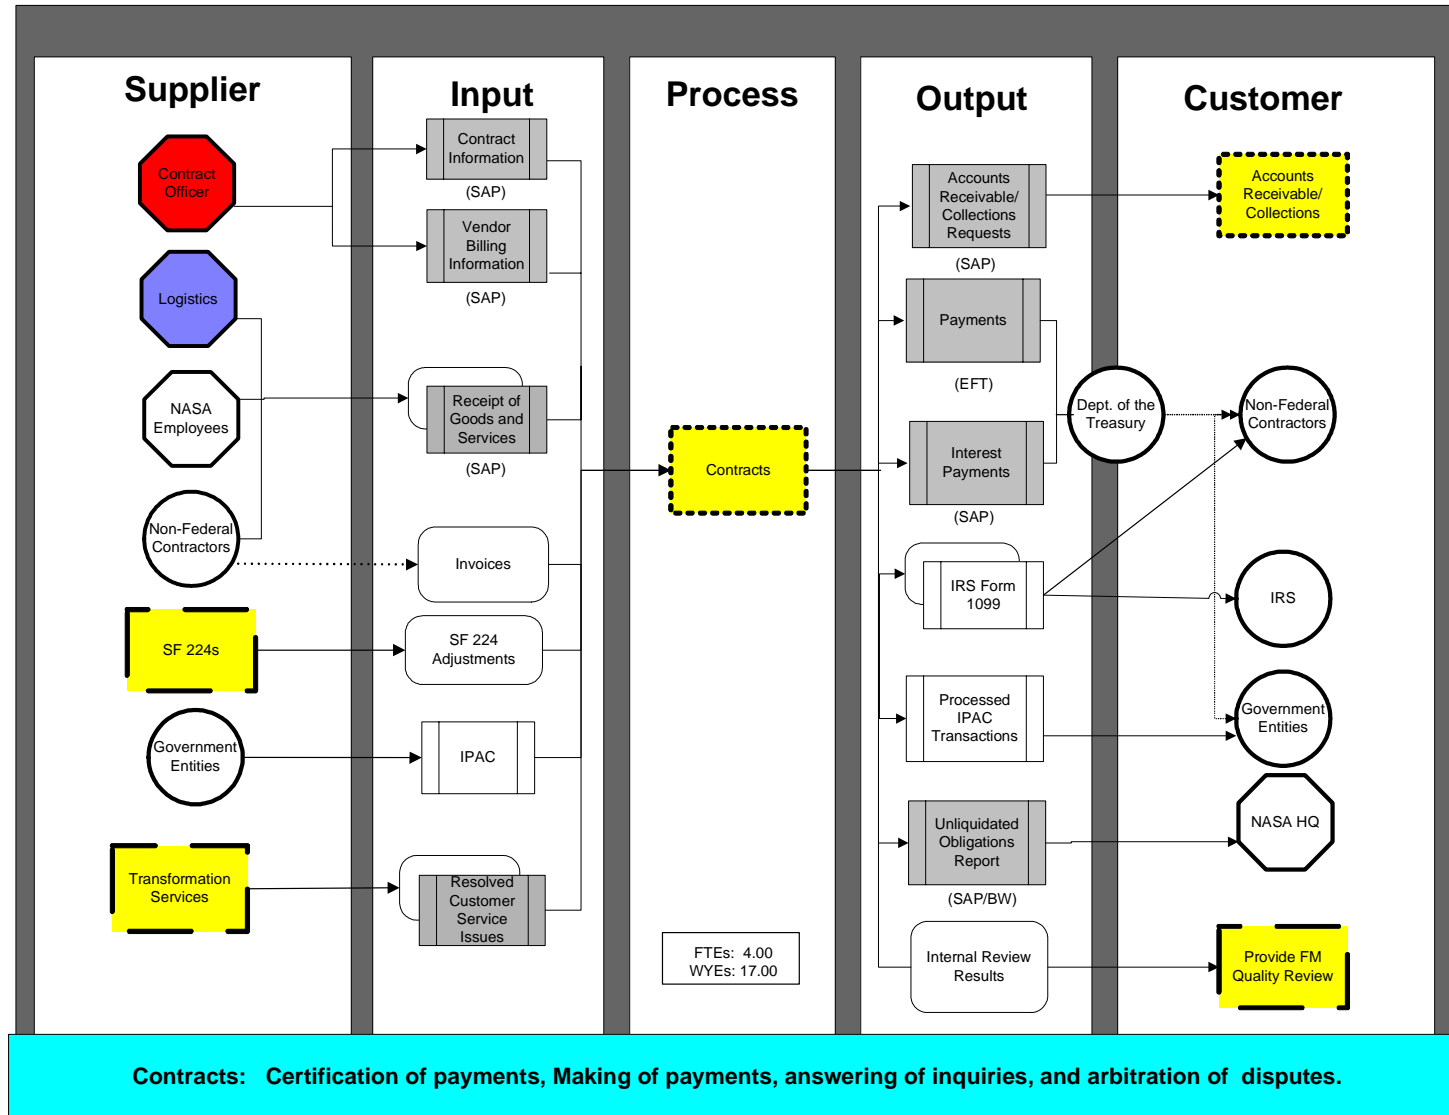 Supplier
Contract
Officer
Logistics
NASA
Employees
Non-Federal
Contractors
SF 224s
Government
Entities
Transformation
Services
Input
Contract
Information
(SAP)
Vendor
Billing
Information
(SAP)
Receipt of
Goods and
Services
(SAP)
Invoices
SF 224
Adjustments
IPAC
Resolved
Customer
Service
Issues
Process
Contracts
FTEs: 4.00
WYEs: 17.00
Output
Accounts
Receivable/
Collections
Requests
(SAP)
Payments
(EFT)
Interest
Payments
(SAP)
IRS Form
1099
Processed
IPAC
Transactions
Unliquidated
Obligations
Report
(SAP/BW)
Internal Review
Results
Dept. of the
Treasury
Customer
Accounts
Receivable/
Collections
Non-Federal
Contractors
IRS
Government
Entities
NASA HQ
Provide FM
Quality Review
Contracts: Certification of payments, Making of payments, answering of inquiries, and arbitration of disputes.